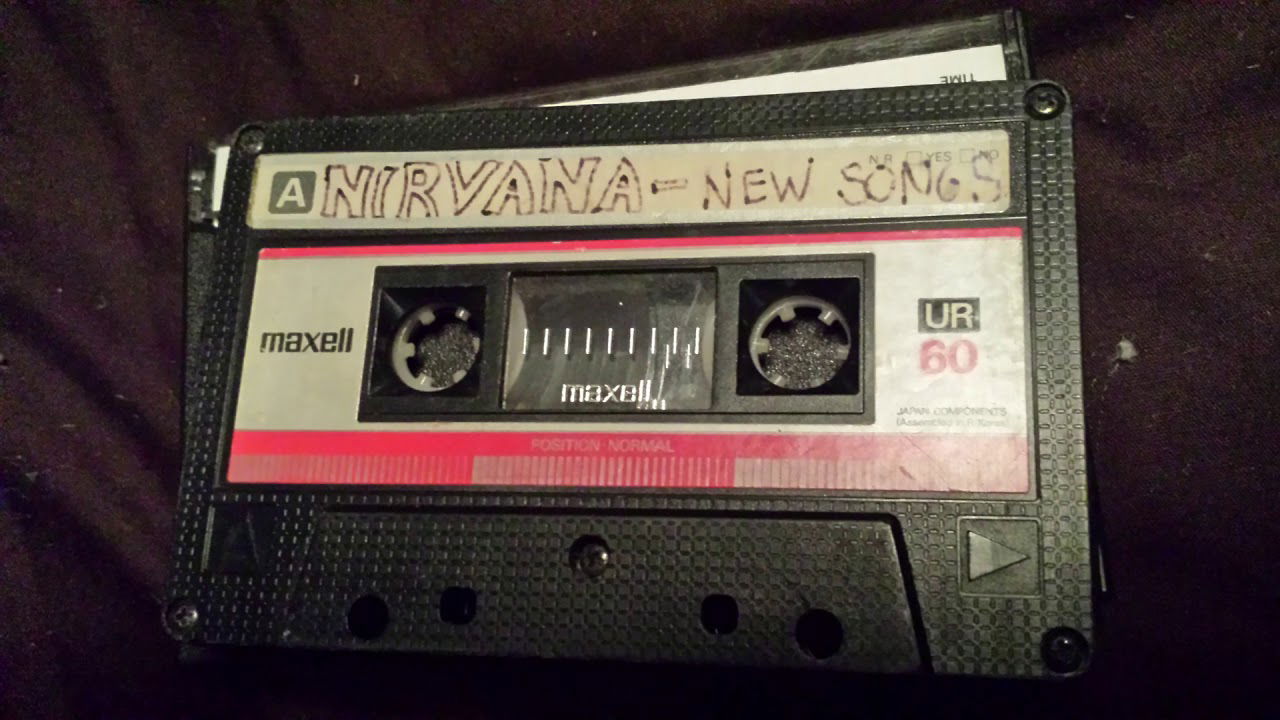 TIME
N.R. YES NO
A NIRVANA - NEW SONGS
maxell
maxell
UR
60
JAPAN COMPONENTS
(Assembled in R.Korea)
POSITION NORMAL